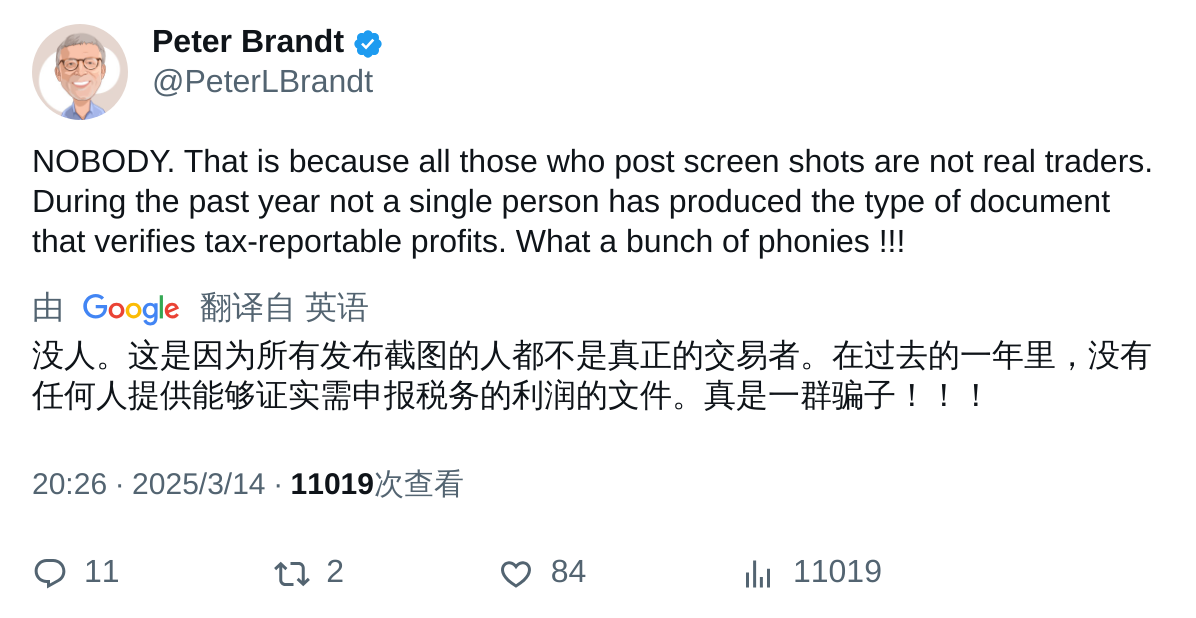 Peter Brandt
@PeterLBrandt
NOBODY. That is because all those who post screen shots are not real traders.
During the past year not a single person has produced the type of document
that verifies tax-reportable profits. What a bunch of phonies !!!
由 Google 翻译自 英语
没人。这是因为所有发布截图的人都不是真正的交易者。在过去的一年里，没有
任何人提供能够证实需申报税务的利润的文件。真是一群骗子！！！
20:26 · 2025/3/14 · 11019次查看
11 2 84 11019